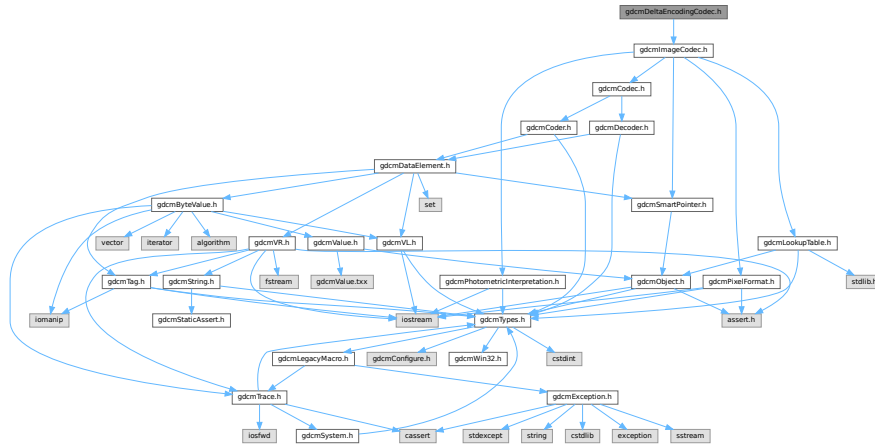 gdcmDeltaEncodingCodec.h
gdcmImageCodec.h
gdcmCodec.h
gdcmCoder.h
gdcmDecoder.h
gdcmDataElement.h
set
gdcmByteValue.h
gdcmSmartPointer.h
vector
iterator
algorithm
gdcmVR.h
gdcmValue.h
gdcmVL.h
gdcmLookupTable.h
gdcmTag.h
gdcmString.h
fstream
gdcmValue.txx
gdcmPhotometricInterpretation.h
gdcmObject.h
gdcmPixelFormat.h
stdlib.h
iomanip
gdcmStaticAssert.h
iostream
gdcmTypes.h
assert.h
gdcmLegacyMacro.h
gdcmConfigure.h
gdcmWin32.h
cstdint
gdcmTrace.h
gdcmException.h
iosfwd
gdcmSystem.h
cassert
stdexcept
string
cstdlib
exception
sstream